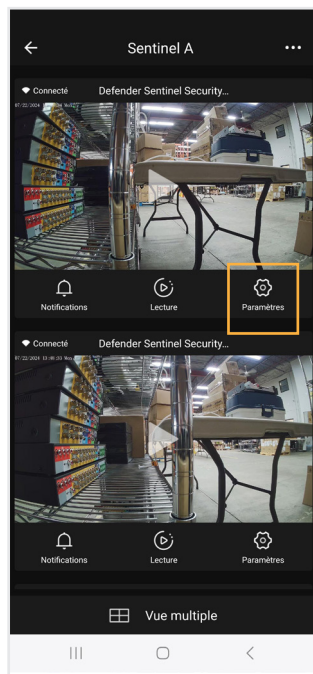 Sentinel A
Connecté Defender Sentinel Security...
Notifications Lecture Paramètres
Connecté Defender Sentinel Security...
Notifications Lecture Paramètres
Vue multiple